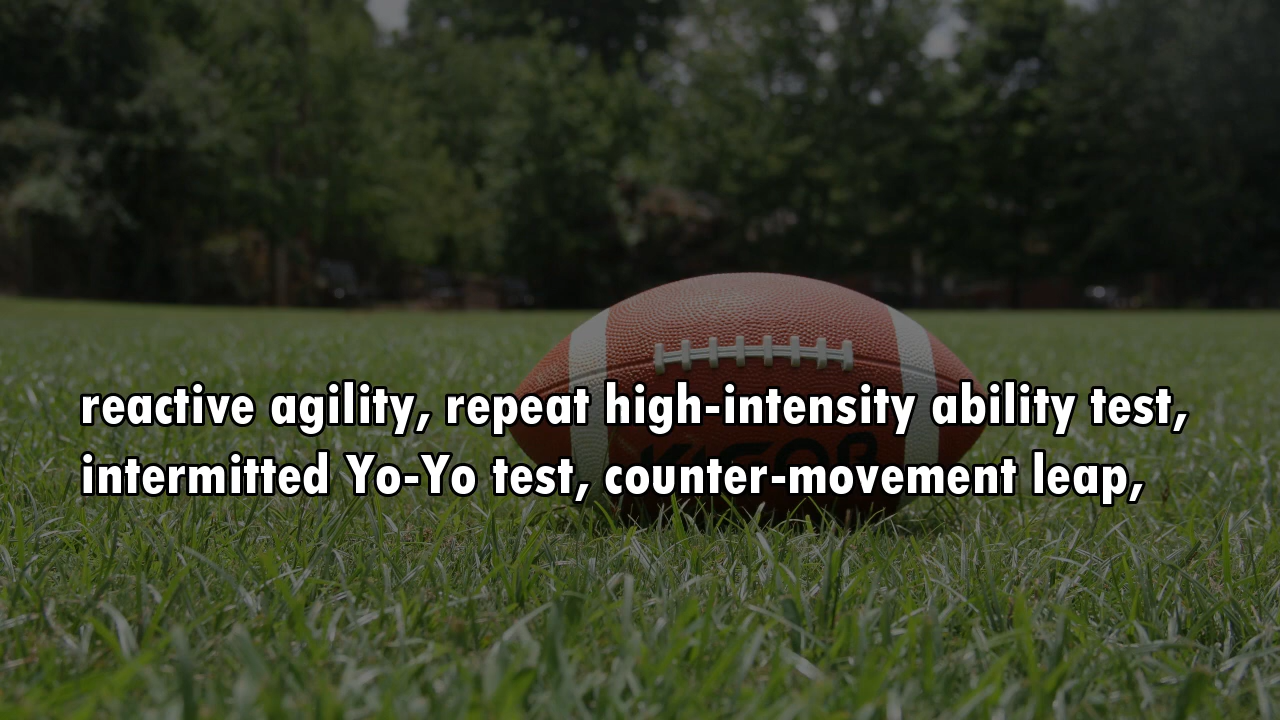 reactive agility, repeat high-intensity ability test,
intermitted Yo-Yo test, counter-movement leap,